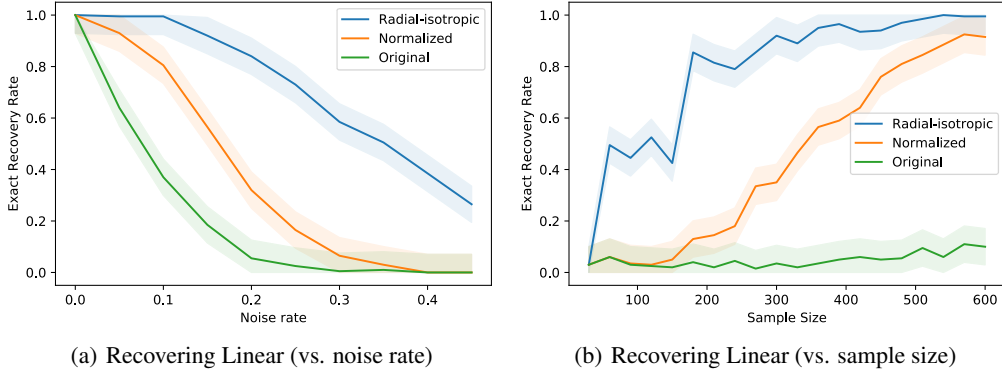 1.0
0.8
0.6
0.4
0.2
0.0
Exact Recovery Rate
0.0
0.1
0.2
0.3
0.4
Noise rate
Radial-isotropic
Normalized
Original
(a) Recovering Linear (vs. noise rate)
1.0
0.8
0.6
0.4
0.2
0.0
Exact Recovery Rate
100
200
300
400
500
600
Sample Size
Radial-isotropic
Normalized
Original
(b) Recovering Linear (vs. sample size)